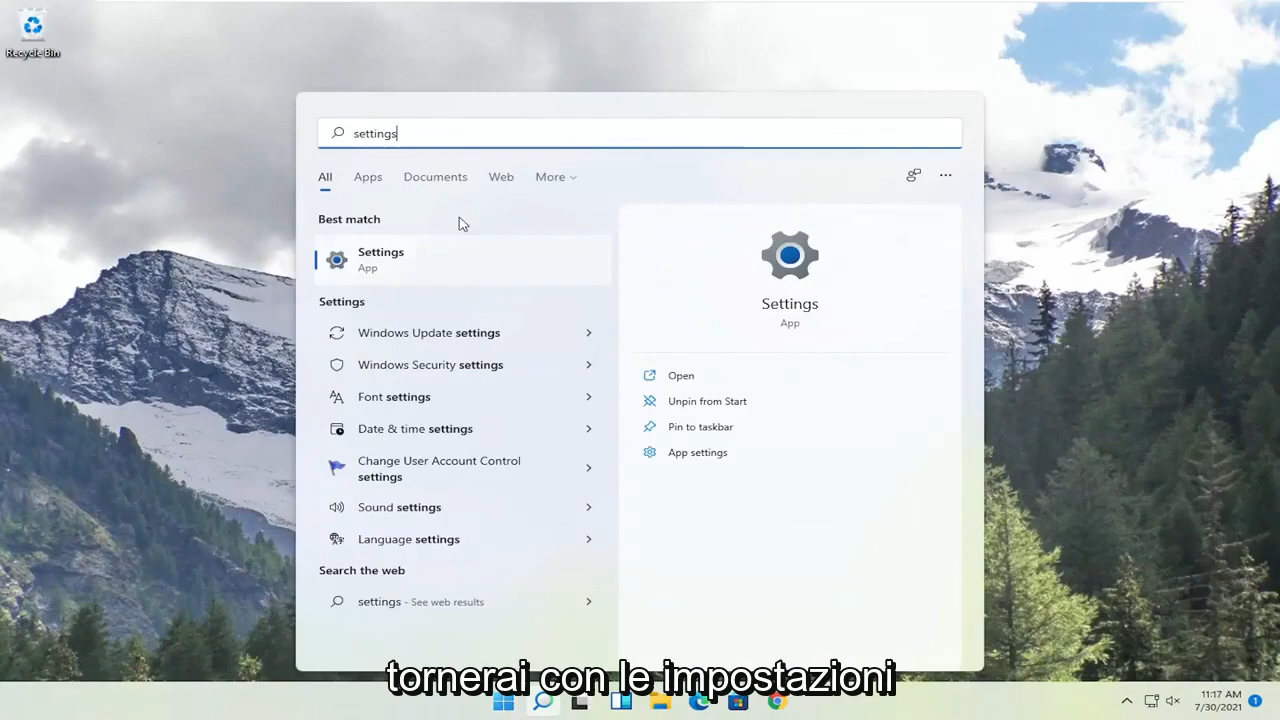 Recycle Bin
settings
All Apps Documents Web More
Best match
Settings
App
Settings
Windows Update settings
Windows Security settings
Font settings
Date & time settings
Change User Account Control
settings
Sound settings
Language settings
Search the web
settings - See web results
Settings
App
Open
Unpin from Start
Pin to taskbar
App settings
tornerai con le impostazioni
11:17 AM
7/30/2021
1